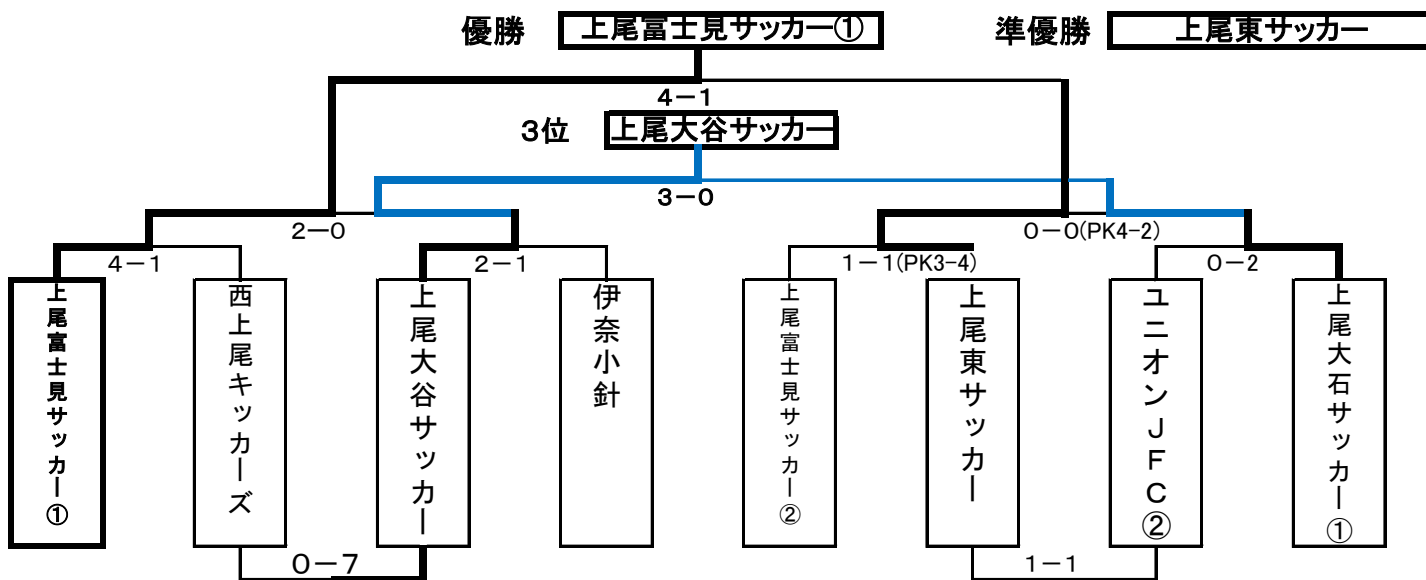 優勝 上尾富士見サッカー① 準優勝 上尾東サッカー
4－1
3位 上尾大谷サッカー
3－0
2－0 0－0(PK4-2)
4－1 2－1 1－1(PK3-4) 0－2
上尾富士見サッカー①
西上尾キッカーズ
上尾大谷サッカー
伊奈小針
上尾富士見サッカー②
上尾東サッカー
ユニオンJFC②
上尾大石サッカー①
0－7 1－1